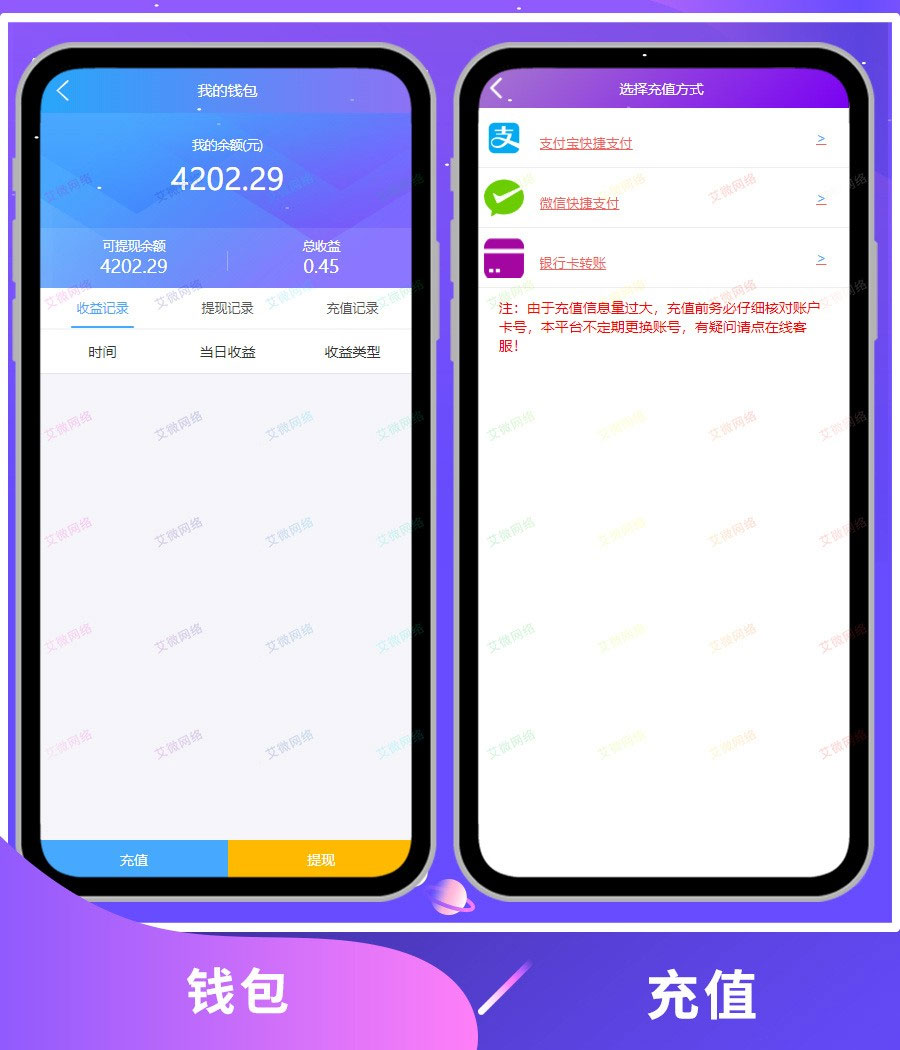 我的钱包
我的余额(元)
4202.29
可提现余额
总收益
4202.29
0.45
收益记录
提现记录
充值记录
时间
当日收益
收益类型
充值
提现
选择充值方式
支
支付宝快捷支付
>
微信快捷支付
>
银行卡转账
>
注：由于充值信息量过大，充值前务必仔细核对账户
卡号，本平台不定期更换账号，有疑问请点在线客
服！
艾微网络
钱包
充值